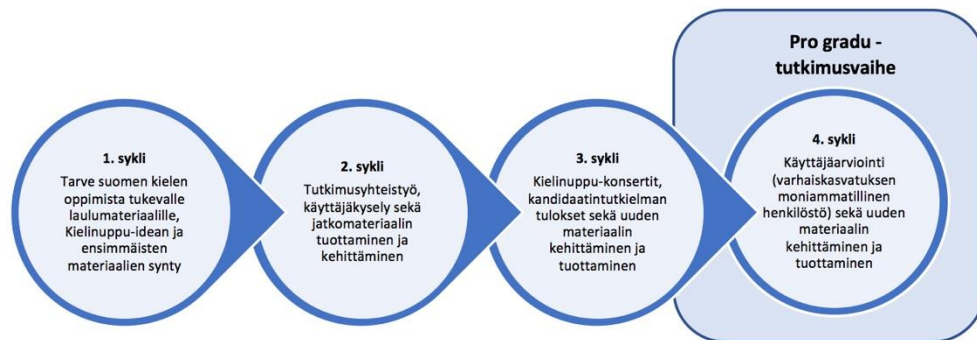 Pro gradu -
tutkimusvaihe
1. sykli
Tarve suomen kielen
oppimista tukevalle
laulumateriaalille,
Kielinuppu-idean ja
ensimmäisten
materiaalien synty
2. sykli
Tutkimusyhteistyö,
käyttäjäkysely sekä
jatkomateriaalin
tuottaminen ja
kehittäminen
3. sykli
Kielinuppu-konsertit,
kandidaatintutkielman
tulokset sekä uuden
materiaalin
kehittäminen ja
tuottaminen
4. sykli
Käyttäjäarviointi
(varhaiskasvatuksen
moniammatillinen
henkilöstö) sekä uuden
materiaalin
kehittäminen ja
tuottaminen